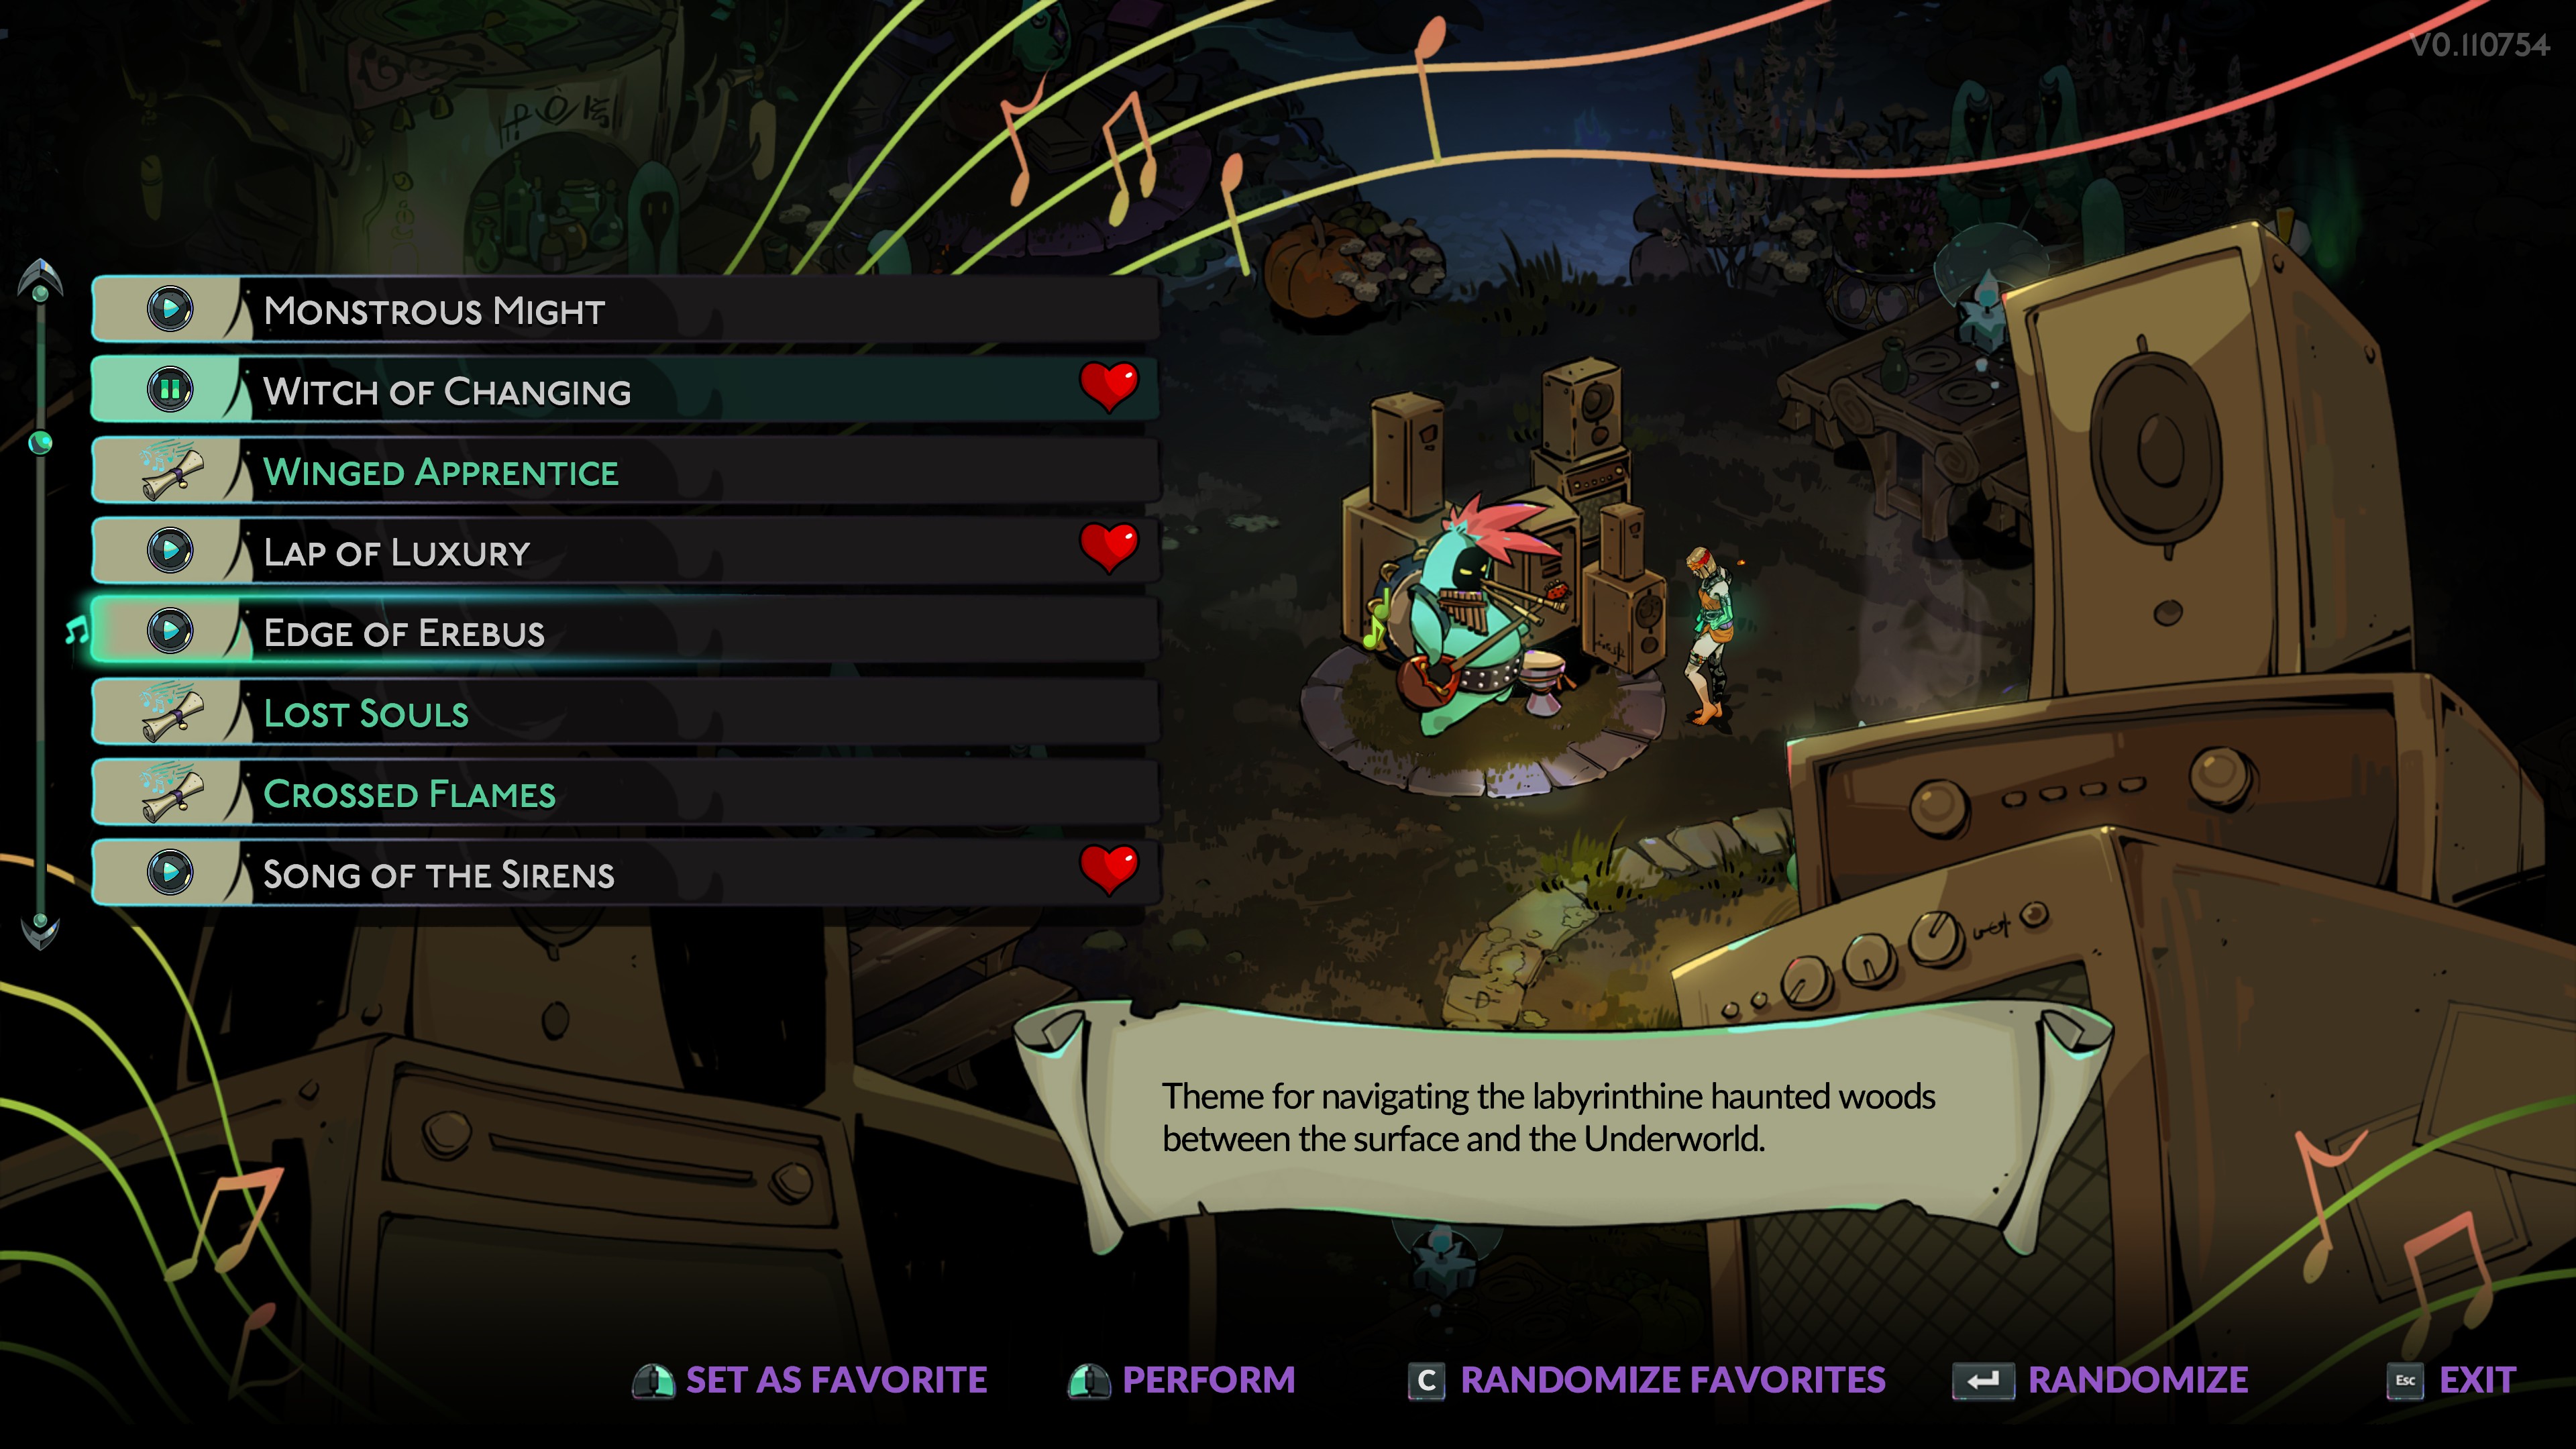 V0.110754
Monstrous Might
Witch of Changing
Winged Apprentice
Lap of Luxury
Edge of Erebus
Lost Souls
Crossed Flames
Song of the Sirens
Theme for navigating the labyrinthine haunted woods
between the surface and the Underworld.
SET AS FAVORITE
PERFORM
C RANDOMIZE FAVORITES
RANDOMIZE
Esc EXIT